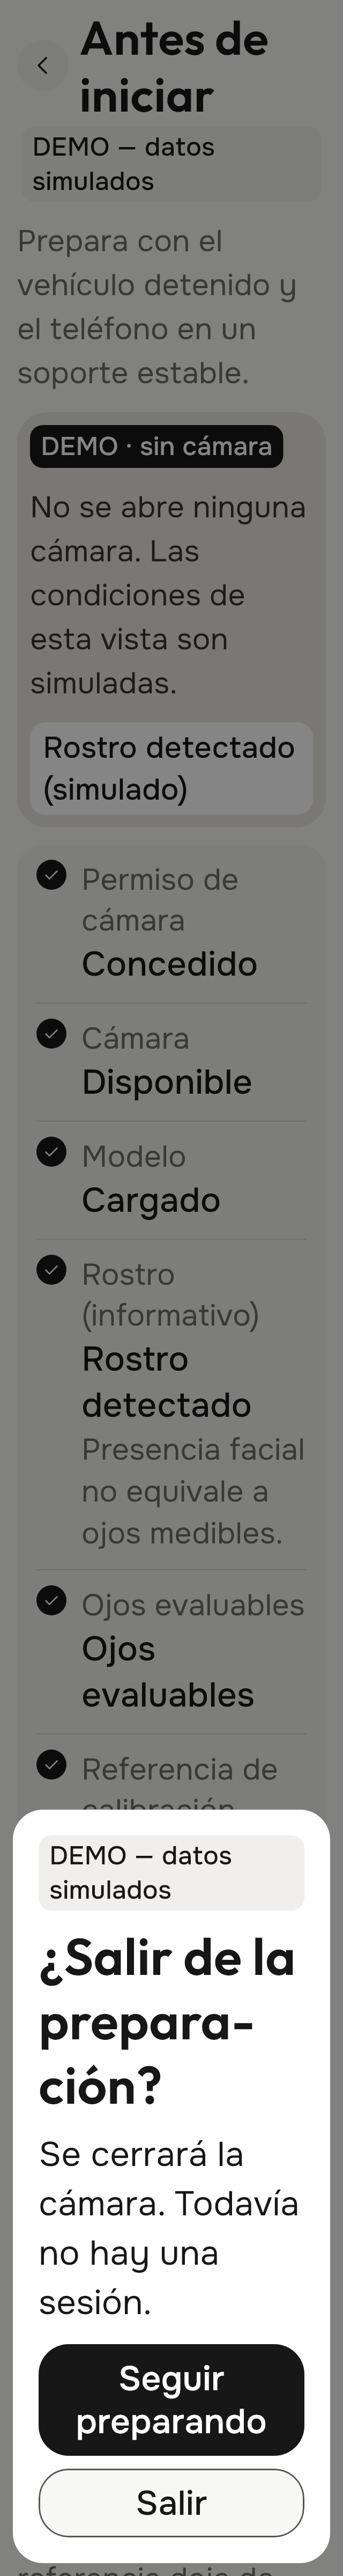 Antes de
iniciar
DEMO — datos
simulados
Prepara con el
vehículo detenido y
el teléfono en un
soporte estable.
DEMO · sin cámara
No se abre ninguna
cámara. Las
condiciones de
esta vista son
simuladas.
Rostro detectado
(simulado)
Permiso de
cámara
Concedido
Cámara
Disponible
Modelo
Cargado
Rostro
(informativo)
Rostro
detectado
Presencia facial
no equivale a
ojos medibles.
Ojos evaluables
Ojos
evaluables
Referencia de
calibración
DEMO — datos
simulados
¿Salir de la
prepara-
ción?
Se cerrará la
cámara. Todavía
no hay una
sesión.
Seguir
preparando
Salir
referencia deja de